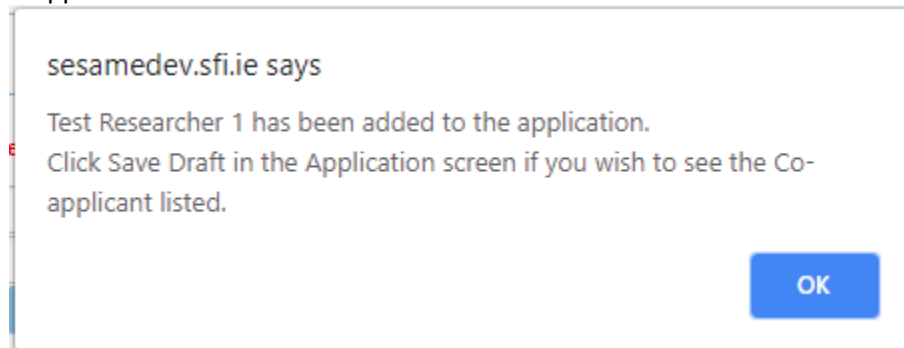 sesamedev.sfi.ie says
Test Researcher 1 has been added to the application.
Click Save Draft in the Application screen if you wish to see the Co-
applicant listed.
OK